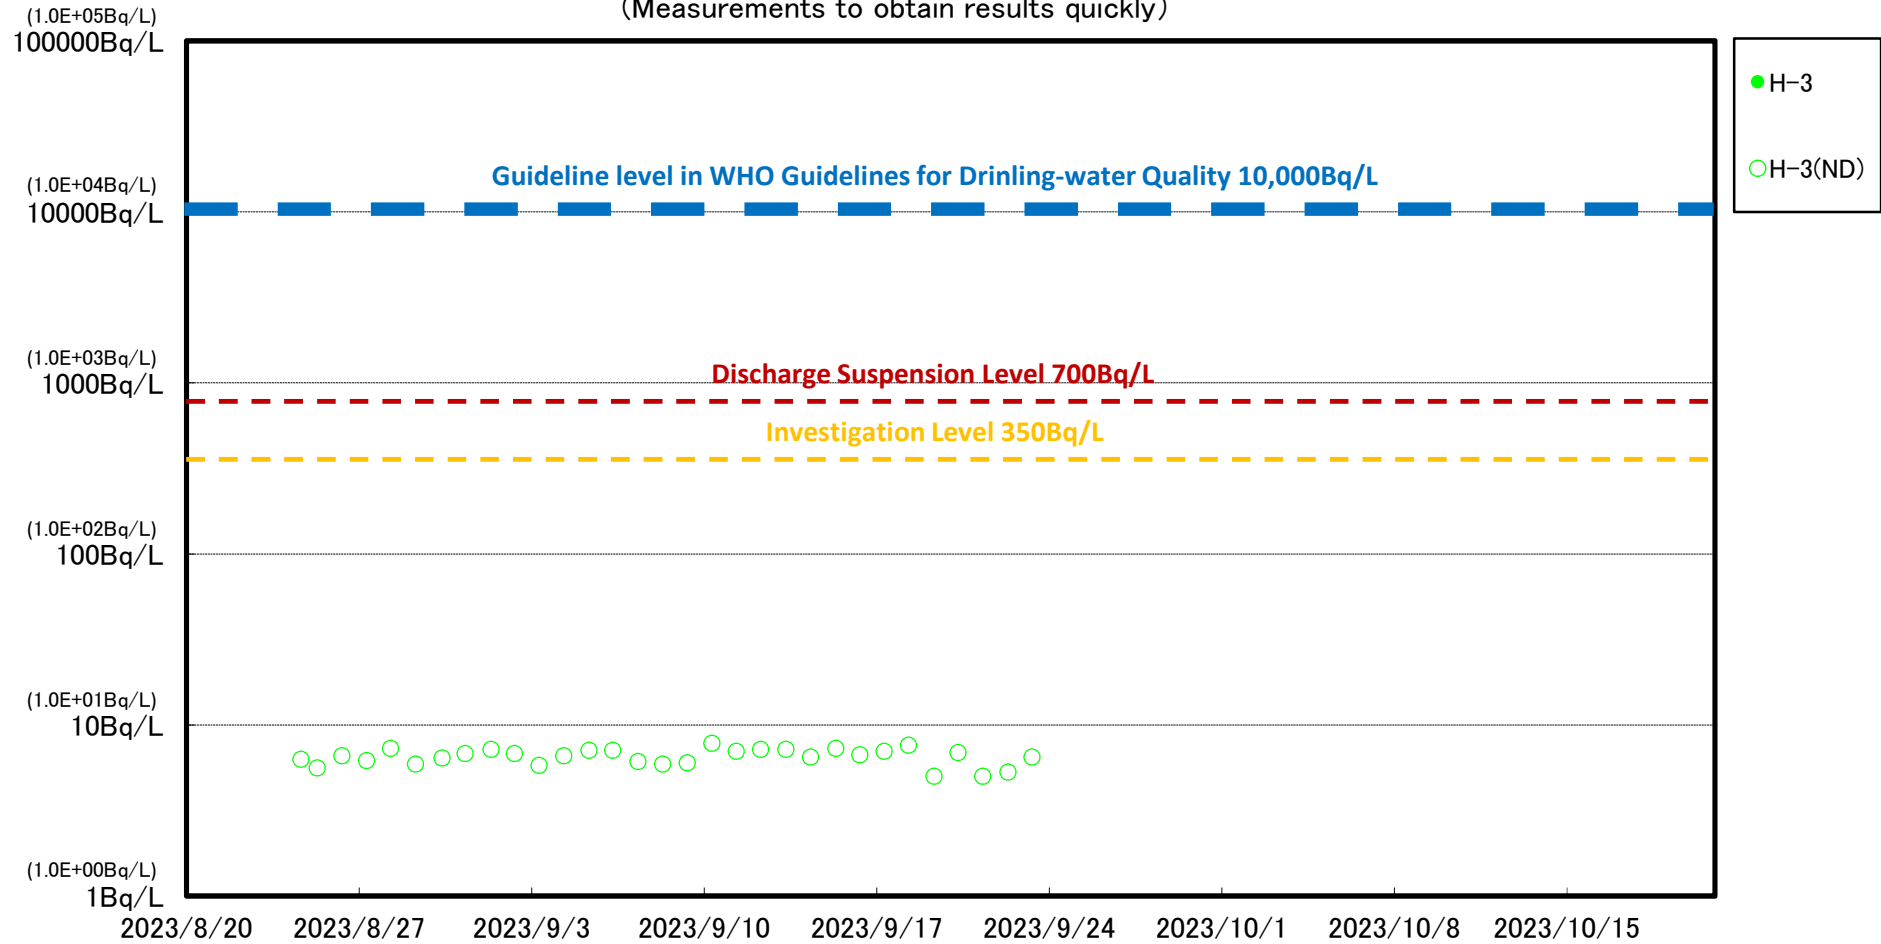 (Measurements to obtain results quickly)
(1.0E+05Bq/L)
100000Bq/L
H-3
H-3(ND)
Guideline level in WHO Guidelines for Drinling-water Quality 10,000Bq/L
(1.0E+04Bq/L)
10000Bq/L
(1.0E+03Bq/L)
1000Bq/L
Discharge Suspension Level 700Bq/L
Investigation Level 350Bq/L
(1.0E+02Bq/L)
100Bq/L
(1.0E+01Bq/L)
10Bq/L
(1.0E+00Bq/L)
1Bq/L
2023/8/20 2023/8/27 2023/9/3 2023/9/10 2023/9/17 2023/9/24 2023/10/1 2023/10/8 2023/10/15